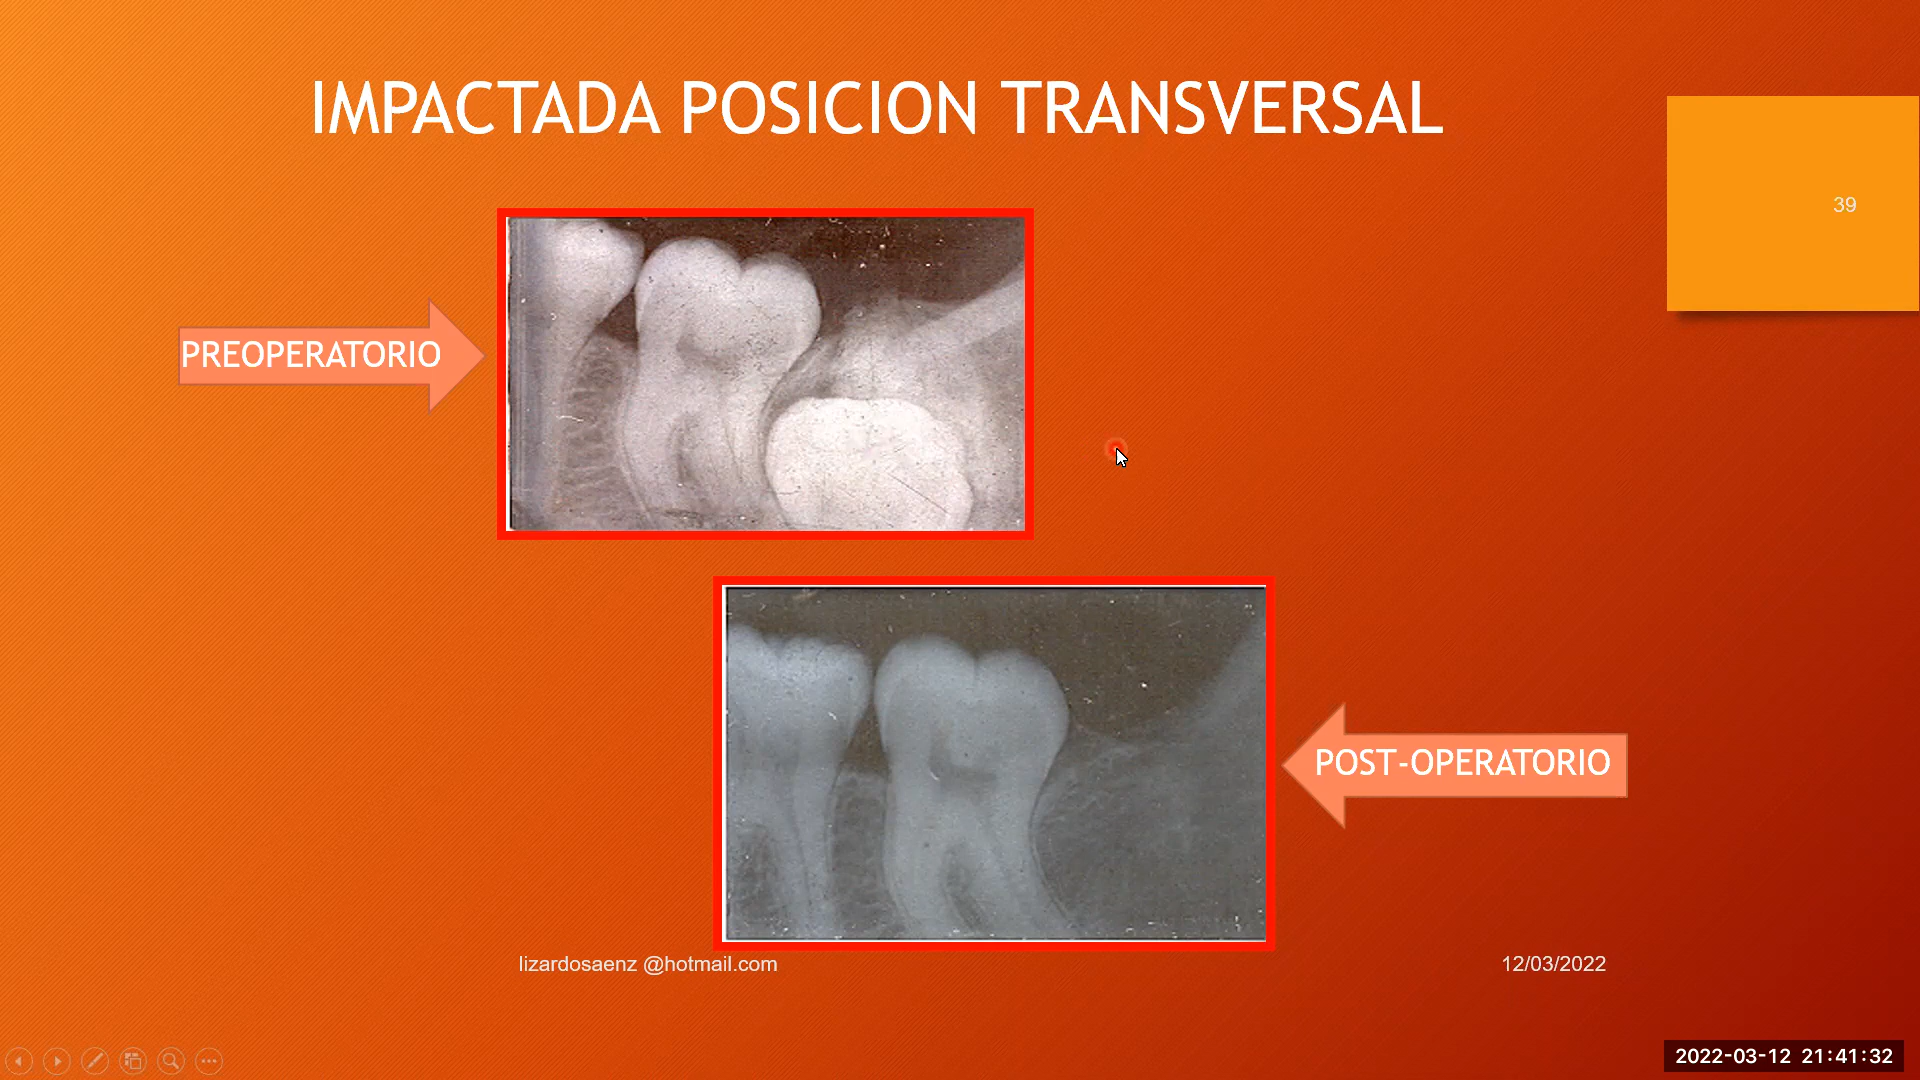 IMPACTADA POSICION TRANSVERSAL
39
PREOPERATORIO
POST-OPERATORIO
lizardosaenz @hotmail.com
12/03/2022
2022-03-12 21:41:32